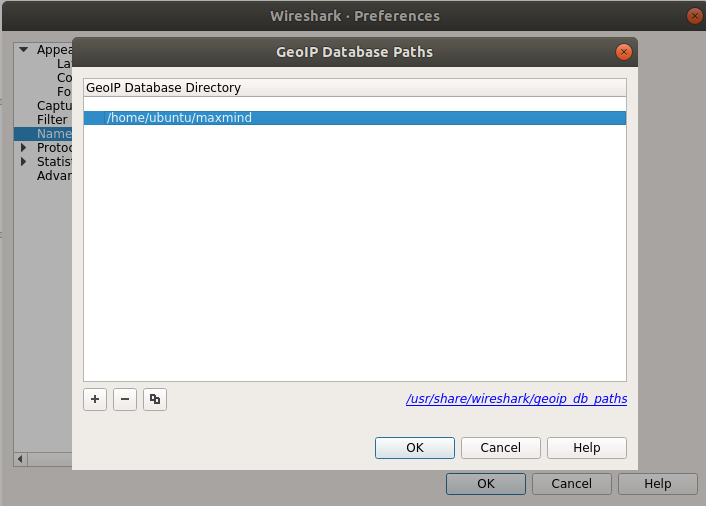 Wireshark · Preferences
GeoIP Database Paths
GeoIP Database Directory
/home/ubuntu/maxmind
Appea
La
Co
Fo
Captu
Filter
Name
Protoc
Statis
Advan
/usr/share/wireshark/geoip_db_paths
OK Cancel Help
OK Cancel Help